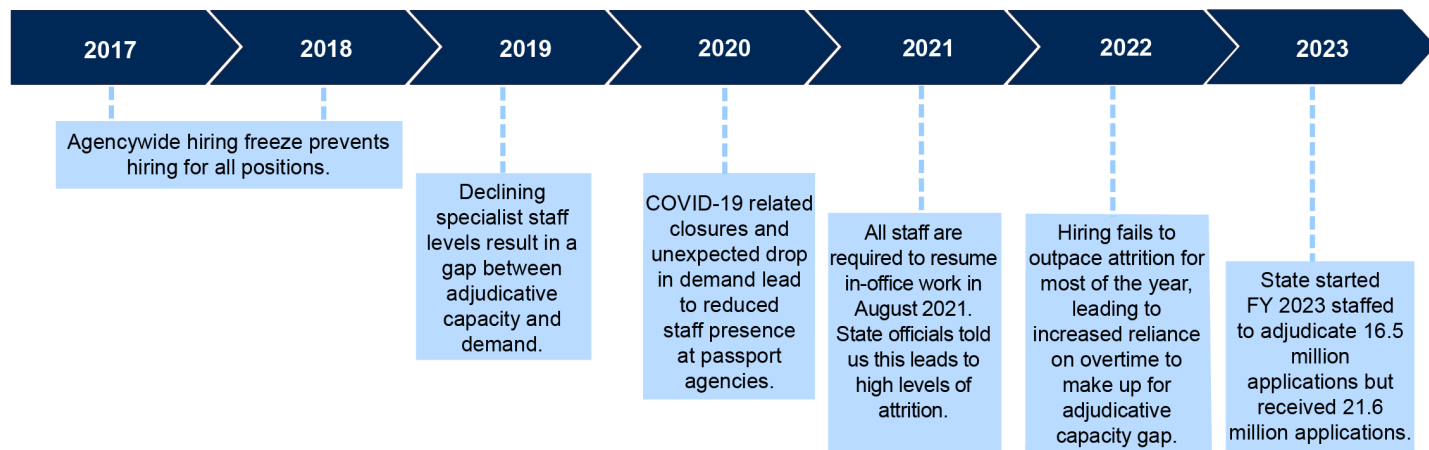 2017
2018
2019
2020
2021
2022
2023
Agencywide hiring freeze prevents
hiring for all positions.
Declining
specialist staff
levels result in a
gap between
adjudicative
capacity and
demand.
COVID-19 related
closures and
unexpected drop
in demand lead
to reduced
staff presence
at passport
agencies.
All staff are
required to resume
in-office work in
August 2021.
State officials told
us this leads to
high levels of
attrition.
Hiring fails to
outpace attrition for
most of the year,
leading to
increased reliance
on overtime to
make up for
adjudicative
capacity gap.
State started
FY 2023 staffed
to adjudicate 16.5
million
applications but
received 21.6
million applications.